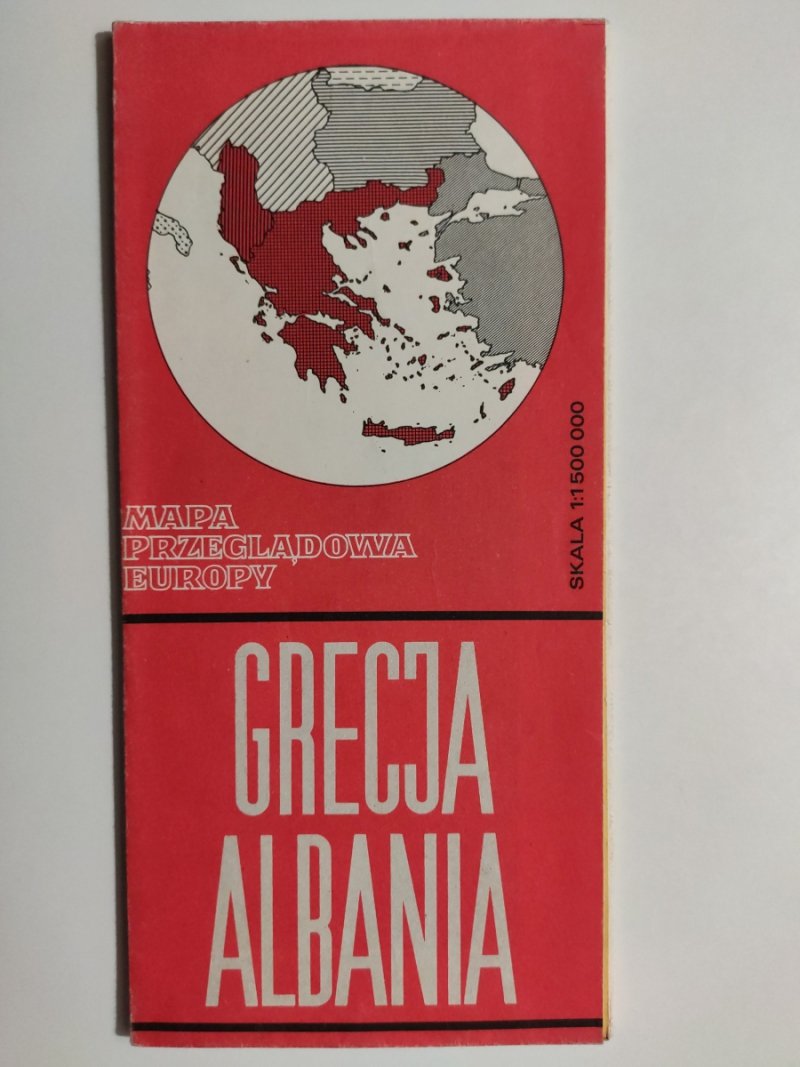 MAPA
PRZEGLĄDOWA
EUROPY
SKALA 1:1 500 000
GRECJA
ALBANIA